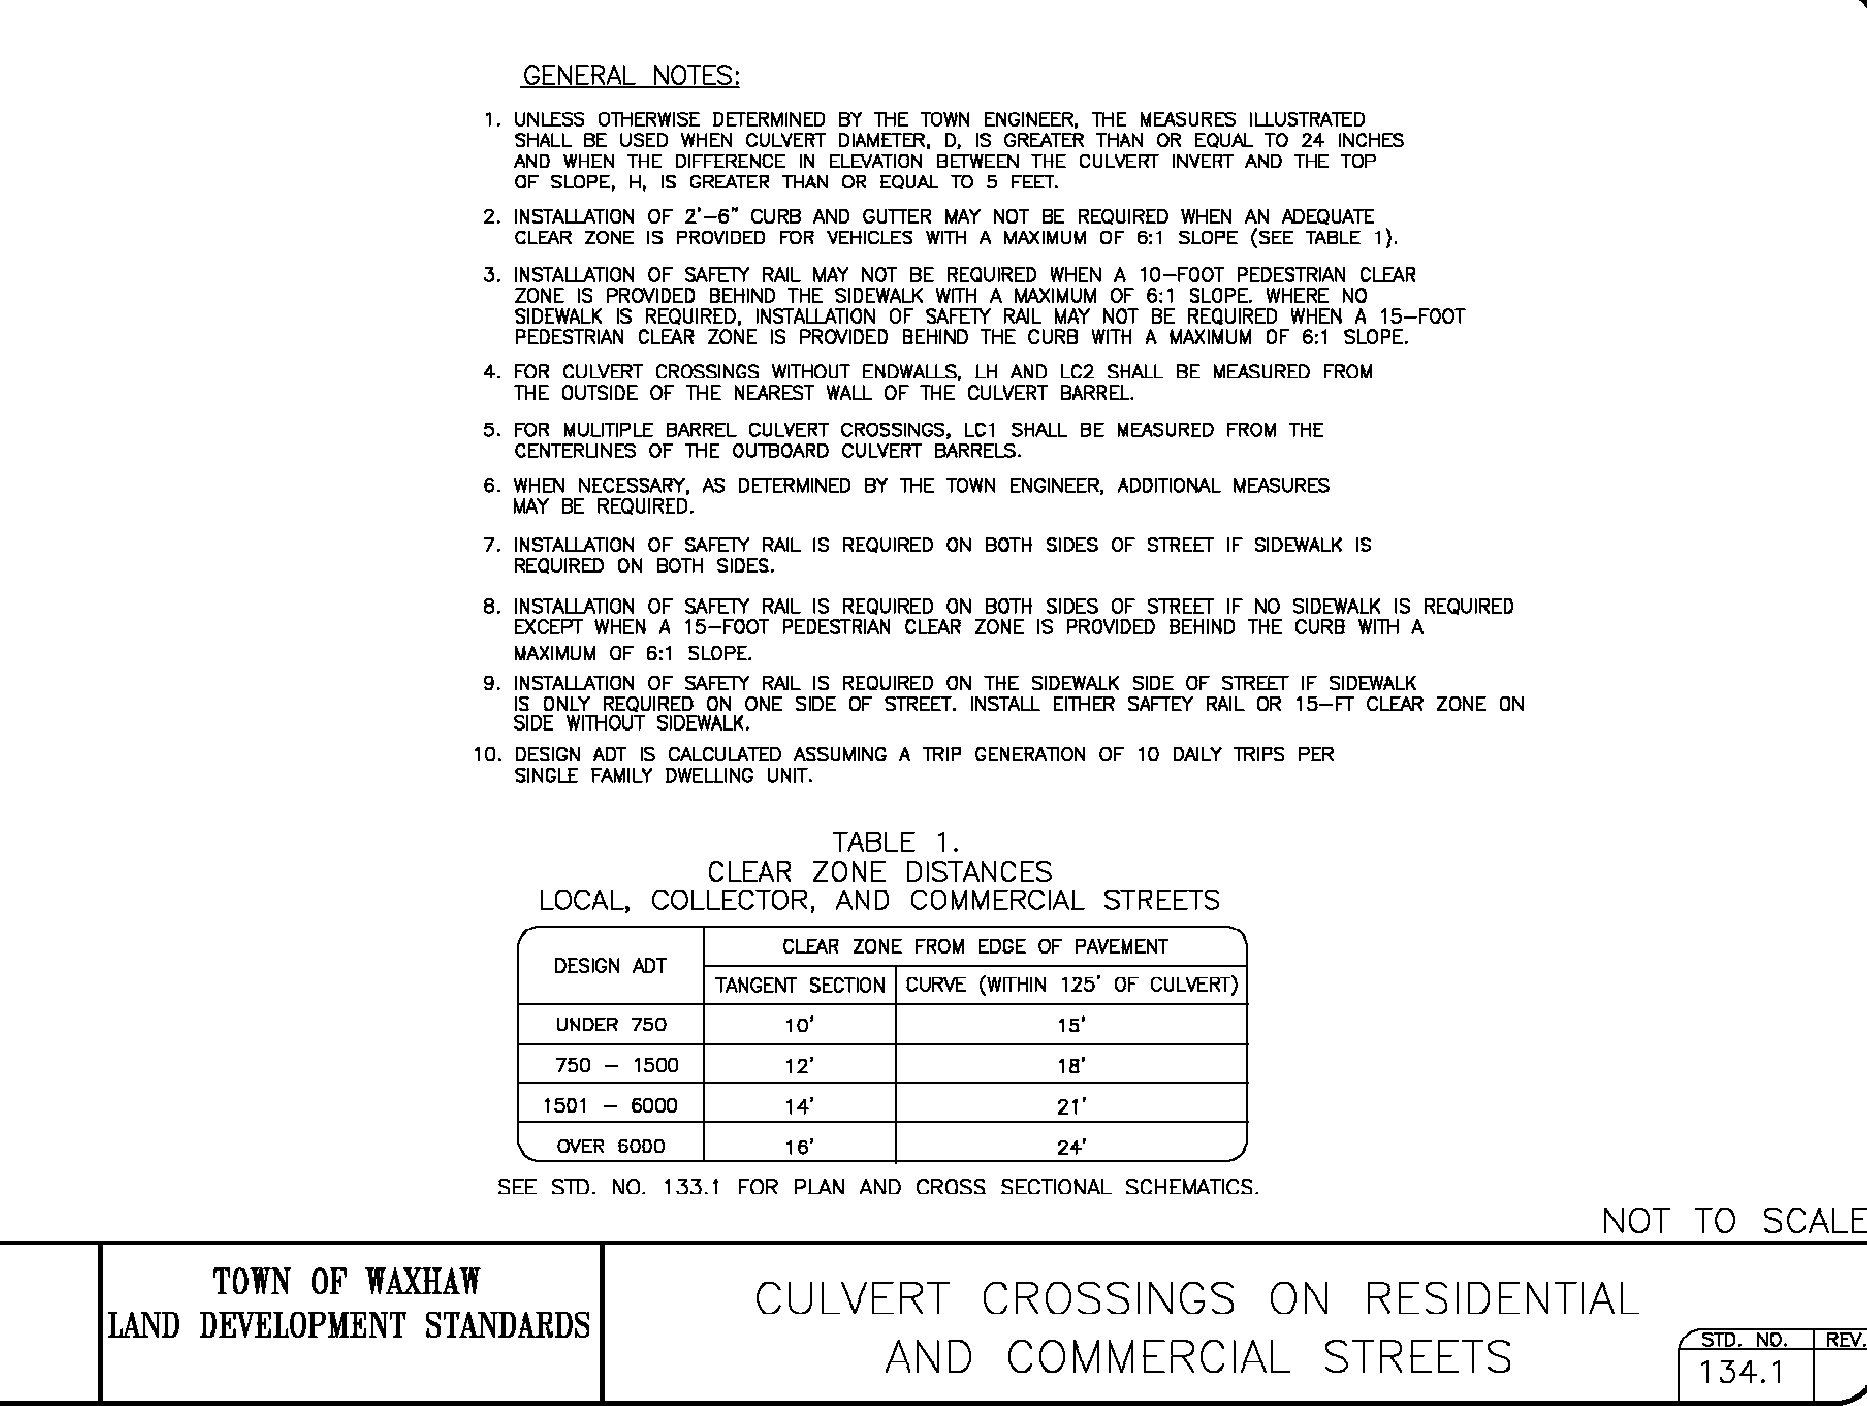 GENERAL NOTES:
1. UNLESS OTHERWISE DETERMINED BY THE TOWN ENGINEER, THE MEASURES ILLUSTRATED
SHALL BE USED WHEN CULVERT DIAMETER, D, IS GREATER THAN OR EQUAL TO 24 INCHES
AND WHEN THE DIFFERENCE IN ELEVATION BETWEEN THE CULVERT INVERT AND THE TOP
OF SLOPE, H, IS GREATER THAN OR EQUAL TO 5 FEET.
2. INSTALLATION OF 2'-6" CURB AND GUTTER MAY NOT BE REQUIRED WHEN AN ADEQUATE
CLEAR ZONE IS PROVIDED FOR VEHICLES WITH A MAXIMUM OF 6:1 SLOPE (SEE TABLE 1).
3. INSTALLATION OF SAFETY RAIL MAY NOT BE REQUIRED WHEN A 10-FOOT PEDESTRIAN CLEAR
ZONE IS PROVIDED BEHIND THE SIDEWALK WITH A MAXIMUM OF 6:1 SLOPE. WHERE NO
SIDEWALK IS REQUIRED, INSTALLATION OF SAFETY RAIL MAY NOT BE REQUIRED WHEN A 15-FOOT
PEDESTRIAN CLEAR ZONE IS PROVIDED BEHIND THE CURB WITH A MAXIMUM OF 6:1 SLOPE.
4. FOR CULVERT CROSSINGS WITHOUT ENDWALLS, LH AND LC2 SHALL BE MEASURED FROM
THE OUTSIDE OF THE NEAREST WALL OF THE CULVERT BARREL.
5. FOR MULITIPLE BARREL CULVERT CROSSINGS, LC1 SHALL BE MEASURED FROM THE
CENTERLINES OF THE OUTBOARD CULVERT BARRELS.
6. WHEN NECESSARY, AS DETERMINED BY THE TOWN ENGINEER, ADDITIONAL MEASURES
MAY BE REQUIRED.
7. INSTALLATION OF SAFETY RAIL IS REQUIRED ON BOTH SIDES OF STREET IF SIDEWALK IS
REQUIRED ON BOTH SIDES.
8. INSTALLATION OF SAFETY RAIL IS REQUIRED ON BOTH SIDES OF STREET IF NO SIDEWALK IS REQUIRED
EXCEPT WHEN A 15-FOOT PEDESTRIAN CLEAR ZONE IS PROVIDED BEHIND THE CURB WITH A
MAXIMUM OF 6:1 SLOPE.
9. INSTALLATION OF SAFETY RAIL IS REQUIRED ON THE SIDEWALK SIDE OF STREET IF SIDEWALK
IS ONLY REQUIRED ON ONE SIDE OF STREET. INSTALL EITHER SAFTEY RAIL OR 15-FT CLEAR ZONE ON
SIDE WITHOUT SIDEWALK.
10. DESIGN ADT IS CALCULATED ASSUMING A TRIP GENERATION OF 10 DAILY TRIPS PER
SINGLE FAMILY DWELLING UNIT.
TABLE 1.
CLEAR ZONE DISTANCES
LOCAL, COLLECTOR, AND COMMERCIAL STREETS
DESIGN ADT CLEAR ZONE FROM EDGE OF PAVEMENT
TANGENT SECTION CURVE (WITHIN 125' OF CULVERT)
UNDER 750 10' 15'
750 - 1500 12' 18'
1501 - 6000 14' 21'
OVER 6000 16' 24'
SEE STD. NO. 133.1 FOR PLAN AND CROSS SECTIONAL SCHEMATICS.
NOT TO SCALE
TOWN OF WAXHAW
LAND DEVELOPMENT STANDARDS
CULVERT CROSSINGS ON RESIDENTIAL
AND COMMERCIAL STREETS
STD. NO. REV.
134.1